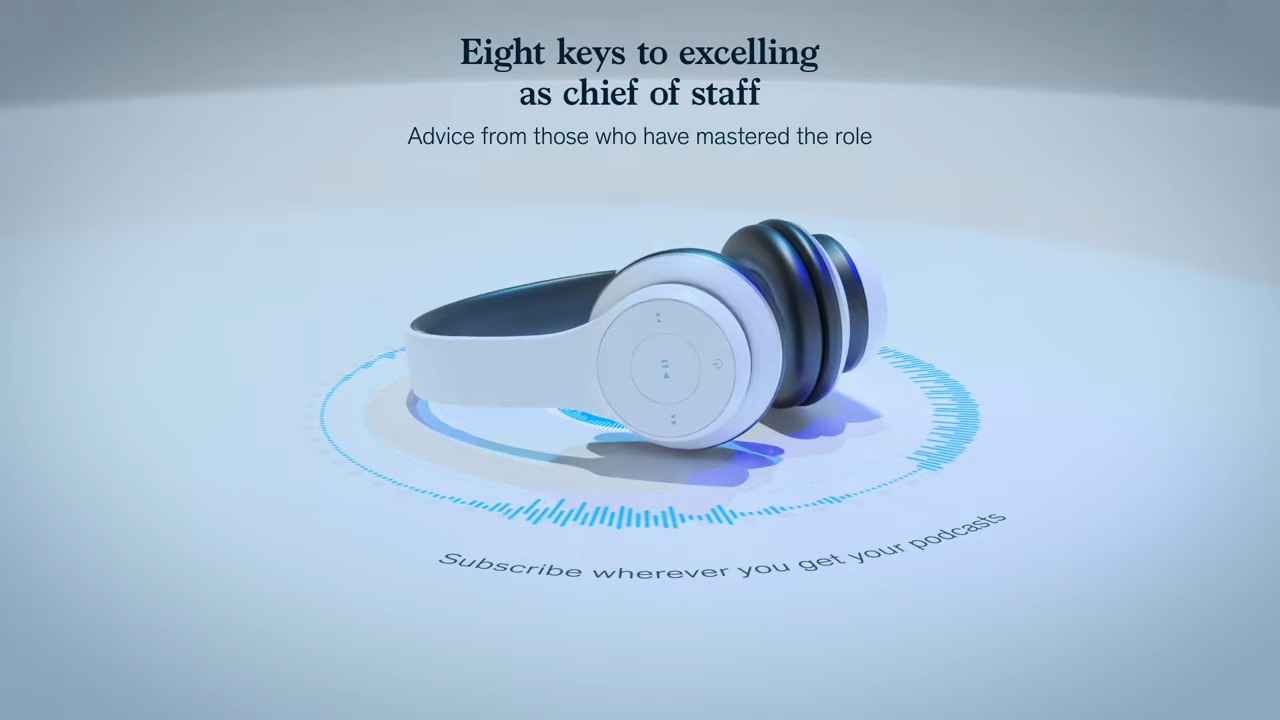 Eight keys to excelling
as chief of staff
Advice from those who have mastered the role
Subscribe wherever you get your podcasts